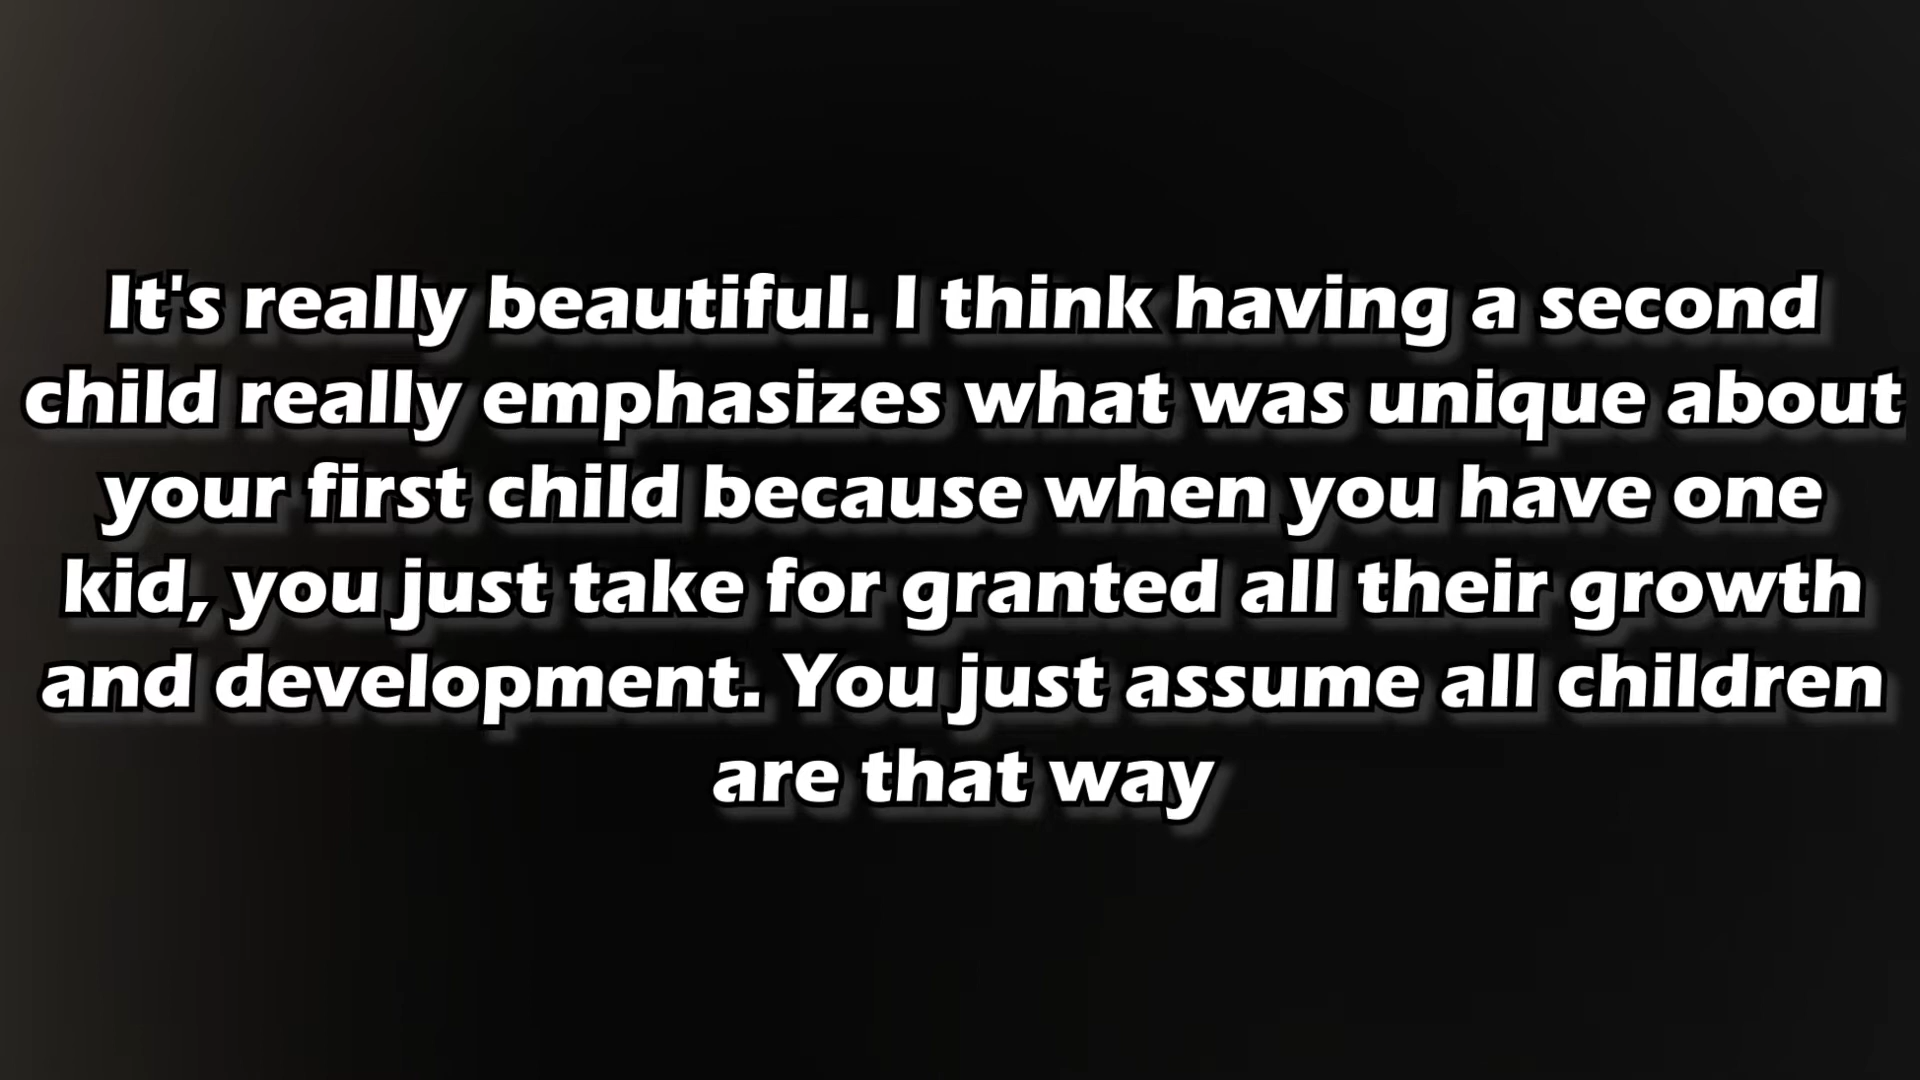 It's really beautiful. I think having a second
child really emphasizes what was unique about
your first child because when you have one
kid, you just take for granted all their growth
and development. You just assume all children
are that way